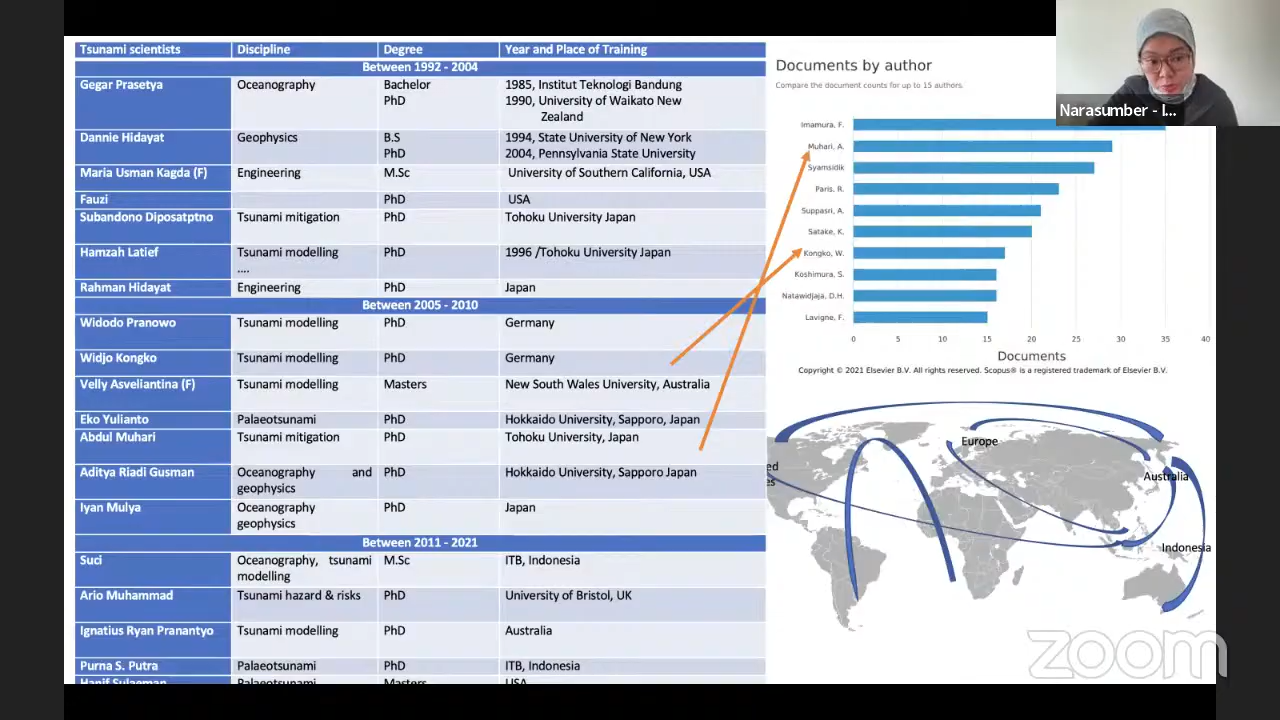 Tsunami scientists Discipline Degree Year and Place of Training
Between 1992 - 2004
Gegar Prasetya Oceanography Bachelor 1985, Institut Teknologi Bandung
PhD 1990, University of Waikato New
Zealand
Dannie Hidayat Geophysics B.S 1994, State University of New York
PhD 2004, Pennsylvania State University
Maria Usman Kagda (F) Engineering M.Sc University of Southern California, USA
Fauzi PhD USA
Subandono Diposatptno Tsunami mitigation PhD Tohoku University Japan
Hamzah Latief Tsunami modelling PhD 1996 /Tohoku University Japan
....
Rahman Hidayat Engineering PhD Japan
Between 2005 - 2010
Widodo Pranowo Tsunami modelling PhD Germany
Widjo Kongko Tsunami modelling PhD Germany
Velly Asveliantina (F) Tsunami modelling Masters New South Wales University, Australia
Eko Yulianto Palaeotsunami PhD Hokkaido University, Sapporo, Japan
Abdul Muhari Tsunami mitigation PhD Tohoku University, Japan
Aditya Riadi Gusman Oceanography and PhD Hokkaido University, Sapporo Japan
geophysics
Iyan Mulya Oceanography PhD Japan
geophysics
Between 2011 - 2021
Suci Oceanography, tsunami M.Sc ITB, Indonesia
modelling
Ario Muhammad Tsunami hazard & risks PhD University of Bristol, UK
Ignatius Ryan Pranantyo Tsunami modelling PhD Australia
Purna S. Putra Palaeotsunami PhD ITB, Indonesia
Hanif Sulaeman Palaeotsunami Masters USA
Documents by author
Compare the document counts for up to 15 authors.
Imamura, F.
Muhari, A.
Syamsidik
Paris, R.
Suppasri, A.
Satake, K.
Kongko, W.
Koshimura, S.
Natawidjaja, D.H.
Lavigne, F.
0 5 10 15 20 25 30 35 40
Documents
Copyright © 2021 Elsevier B.V. All rights reserved. Scopus® is a registered trademark of Elsevier B.V.
Europe
ed
es
Australia
Indonesia
Narasumber - I...
zoom